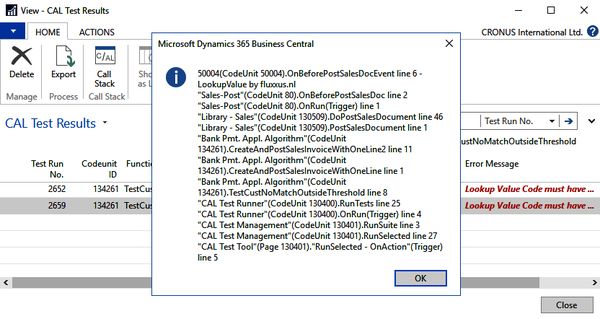 View - CAL Test Results
HOME
ACTIONS
CRONUS International Ltd.
Delete
Export
Call
Stack
Show
as L
Manage
Process
Call Stack
CAL Test Results
Test Run No.
stNoMatchOutsideThreshold
Test Run
No.
Codeunit
ID
Functio
Error Message
2652
134261
TestCust
Lookup Value Code must have ...
2659
134261
TestCust
Lookup Value Code must have ...
Close
Microsoft Dynamics 365 Business Central
50004(CodeUnit 50004).OnBeforePostSalesDocEvent line 6 -
LookupValue by fluxxus.nl
"Sales-Post"(CodeUnit 80).OnBeforePostSalesDoc line 2
"Sales-Post"(CodeUnit 80).OnRun(Trigger) line 1
"Library - Sales"(CodeUnit 130509).DoPostSalesDocument line 46
"Library - Sales"(CodeUnit 130509).PostSalesDocument line 1
"Bank Pmt. Appl. Algorithm"(CodeUnit
134261).CreateAndPostSalesInvoiceWithOneLine2 line 11
"Bank Pmt. Appl. Algorithm"(CodeUnit
134261).CreateAndPostSalesInvoiceWithOneLine line 1
"Bank Pmt. Appl. Algorithm"(CodeUnit
134261).TestCustNoMatchOutsideThreshold line 8
"CAL Test Runner"(CodeUnit 130400).RunTests line 25
"CAL Test Runner"(CodeUnit 130400).OnRun(Trigger) line 4
"CAL Test Management"(CodeUnit 130401).RunSuite line 3
"CAL Test Management"(CodeUnit 130401).RunSelected line 27
"CAL Test Tool"(Page 130401)."RunSelected - OnAction"(Trigger)
line 5
OK